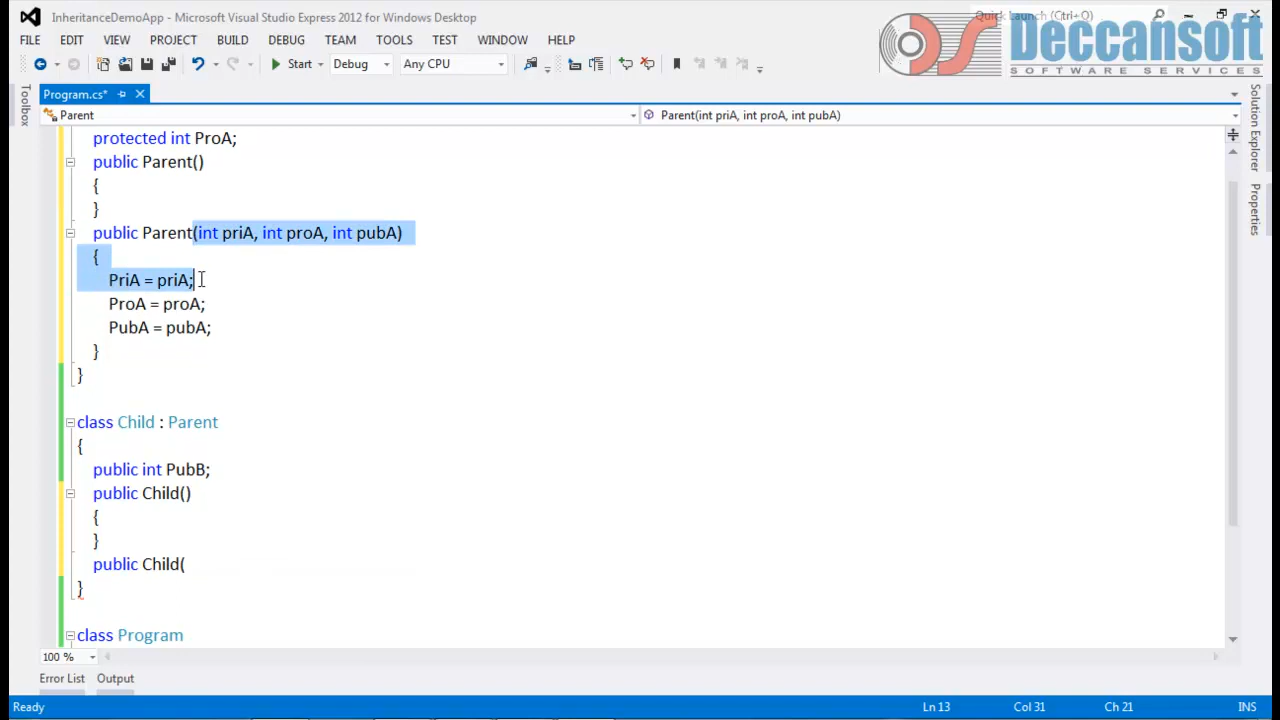 InheritanceDemoApp - Microsoft Visual Studio Express 2012 for Windows Desktop
Quick Launch (Ctrl+Q)
Deccansoft
SOFTWARE SERVICES
FILE EDIT VIEW PROJECT BUILD DEBUG TEAM TOOLS TEST WINDOW HELP
Start Debug Any CPU
Program.cs*
Parent Parent(int priA, int proA, int pubA)
Toolbox
Solution Explorer
Properties
protected int ProA;
public Parent()
{
}
public Parent(int priA, int proA, int pubA)
{
PriA = priA;
ProA = proA;
PubA = pubA;
}
}
class Child : Parent
{
public int PubB;
public Child()
{
}
public Child(
}
class Program
100 %
Error List Output
Ready Ln 13 Col 31 Ch 21 INS